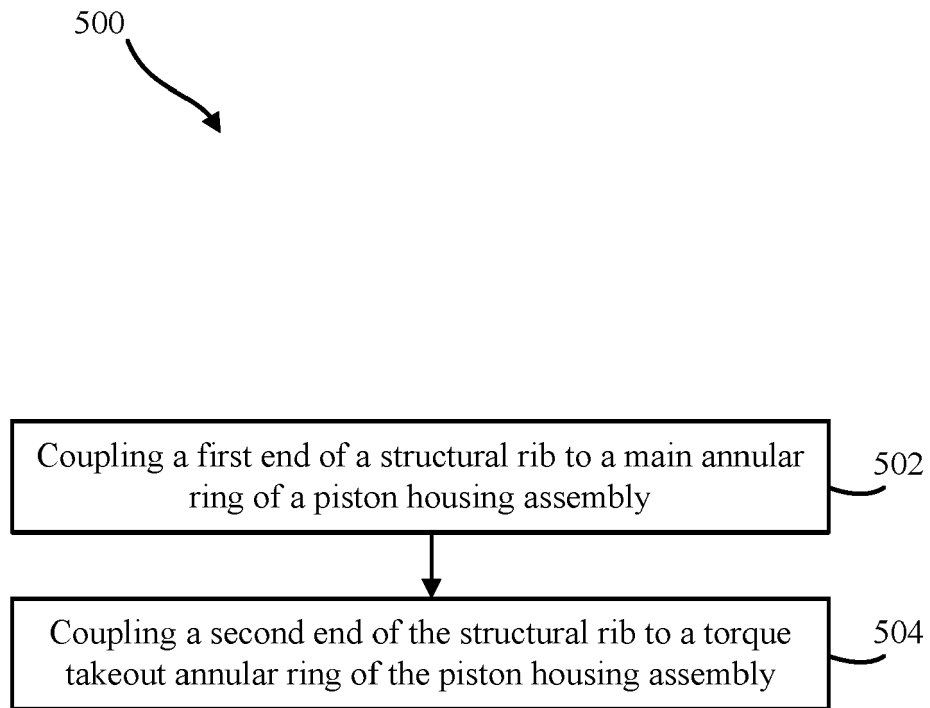 500
Coupling a first end of a structural rib to a main annular
ring of a piston housing assembly
502
Coupling a second end of the structural rib to a torque
takeout annular ring of the piston housing assembly
504